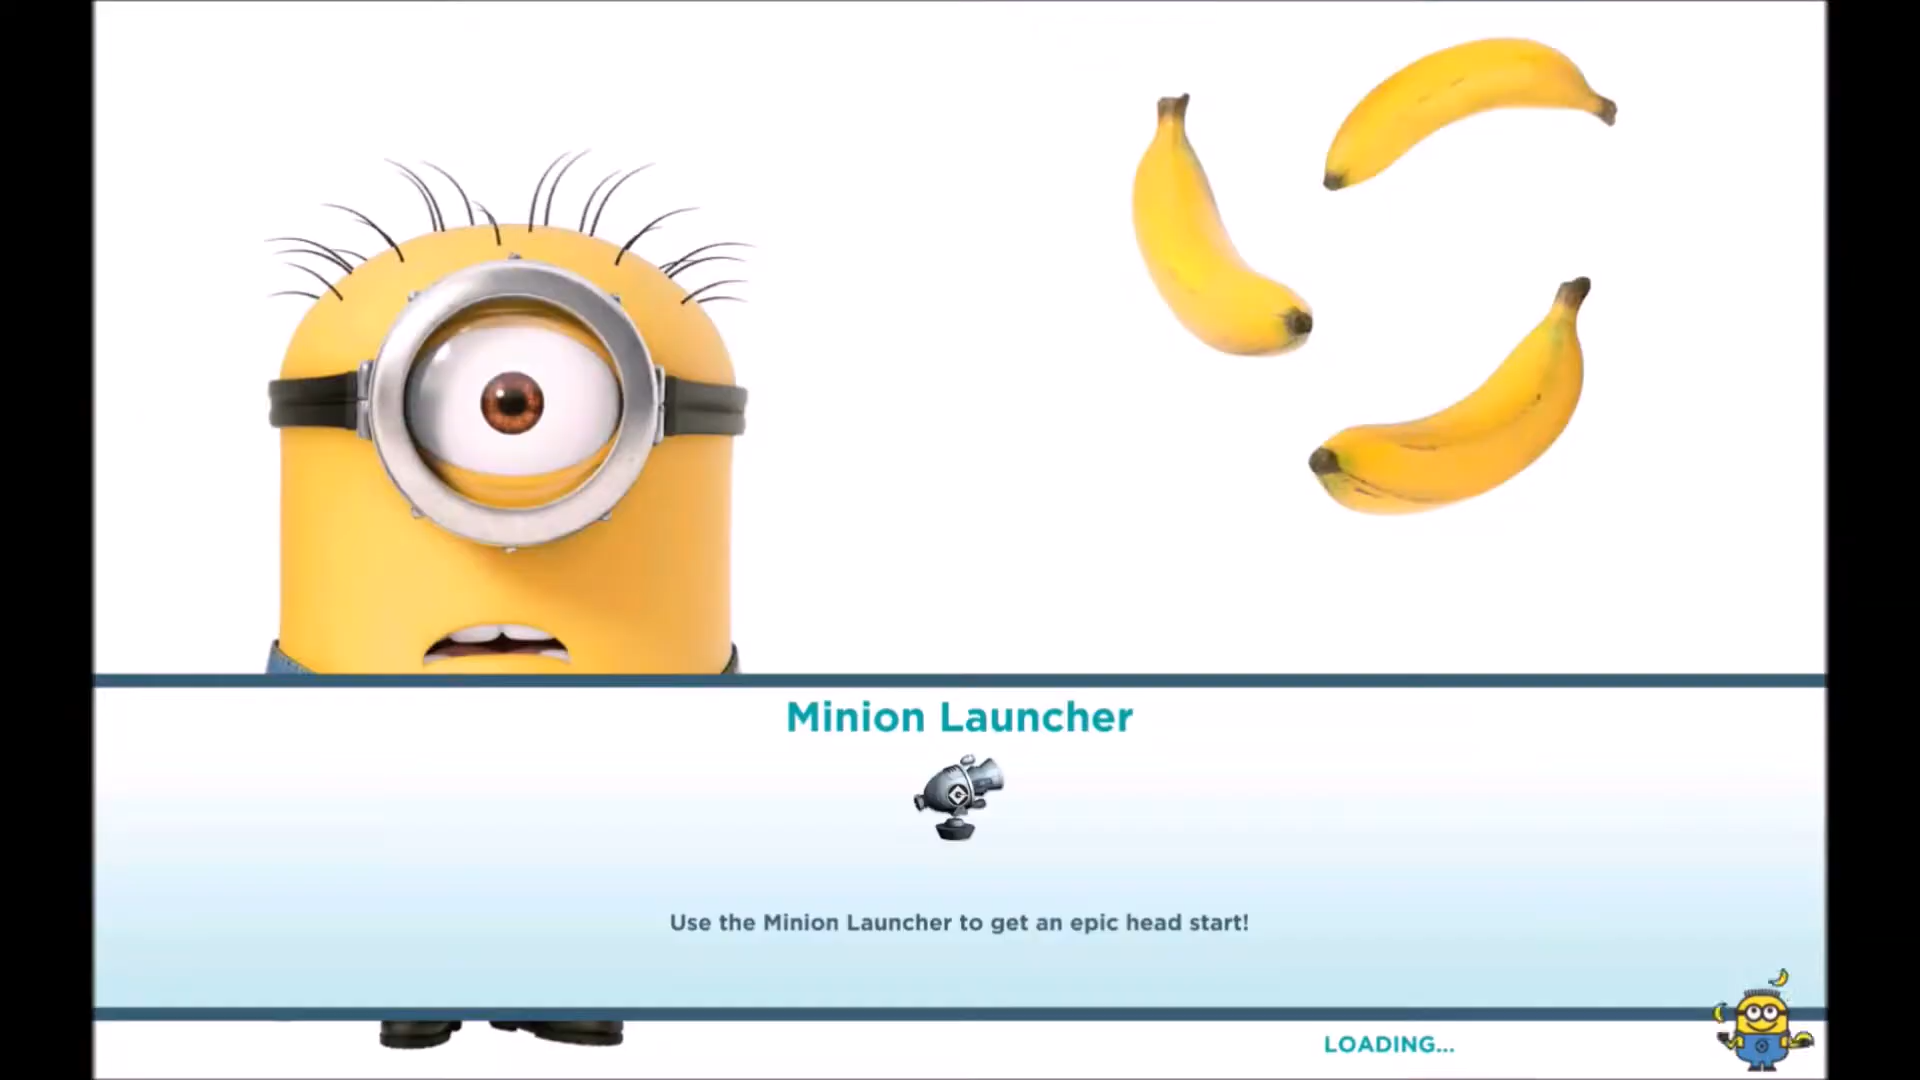 Minion Launcher
Use the Minion Launcher to get an epic head start!
LOADING...